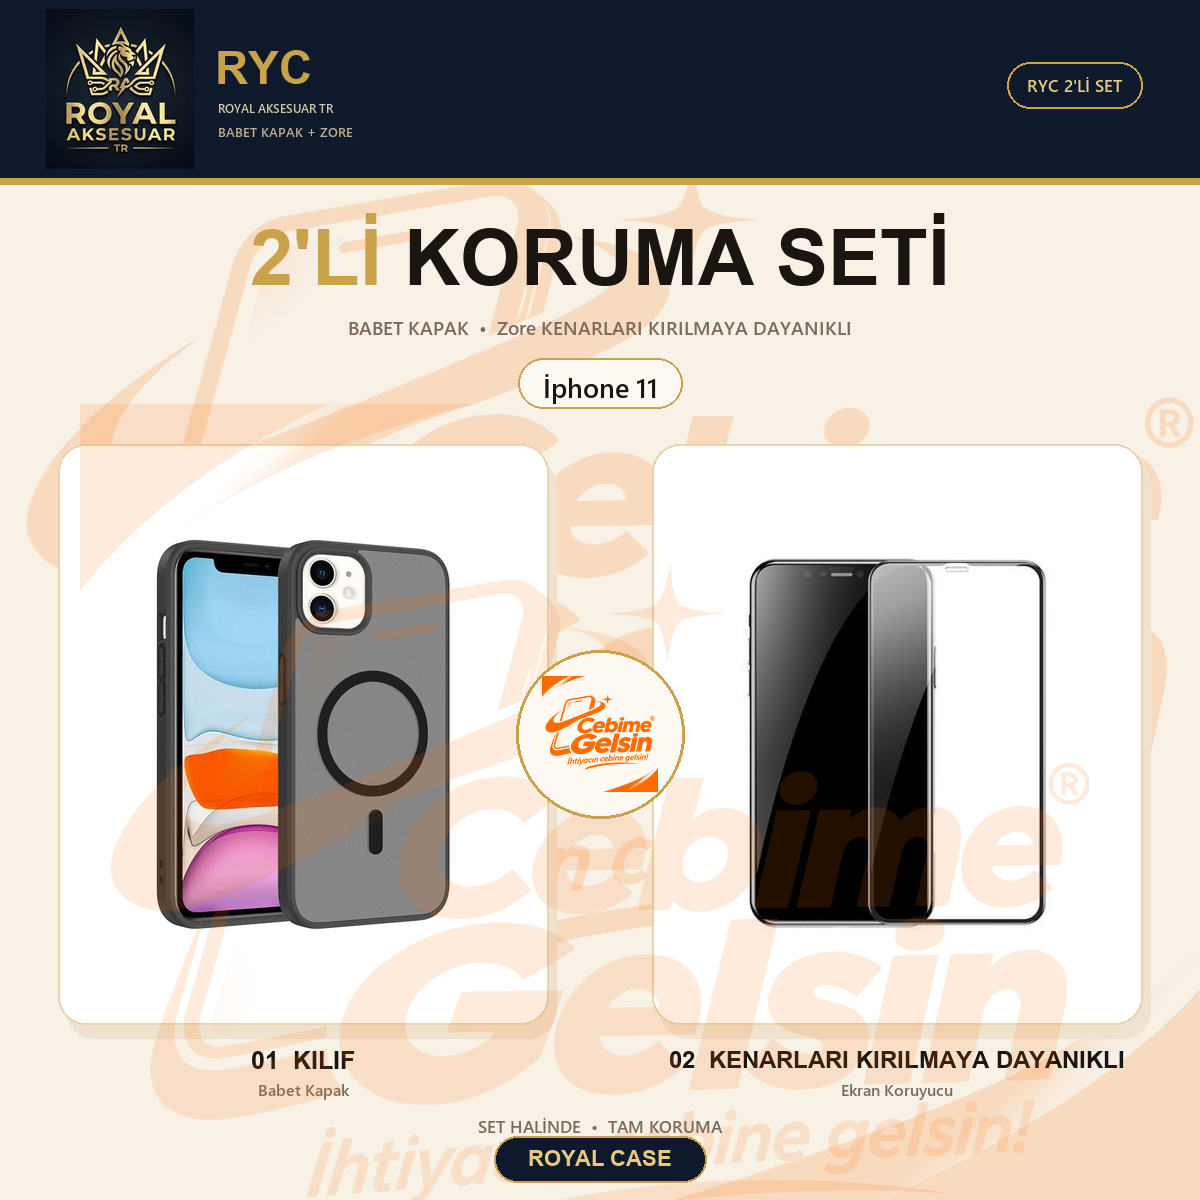 ROYAL
AKSESUAR
TR
RYC
ROYAL AKSESUAR TR
BABET KAPAK + ZORE
RYC 2'Lİ SET
2'Lİ KORUMA SETİ
BABET KAPAK • Zore KENARLARI KIRILMAYA DAYANIKLI
İphone 11
®
Cebime®
Gelsin
İhtiyacın cebine gelsin!
Cebime®
Gelsin
01 KILIF
Babet Kapak
02 KENARLARI KIRILMAYA DAYANIKLI
Ekran Koruyucu
SET HALİNDE • TAM KORUMA
ROYAL CASE